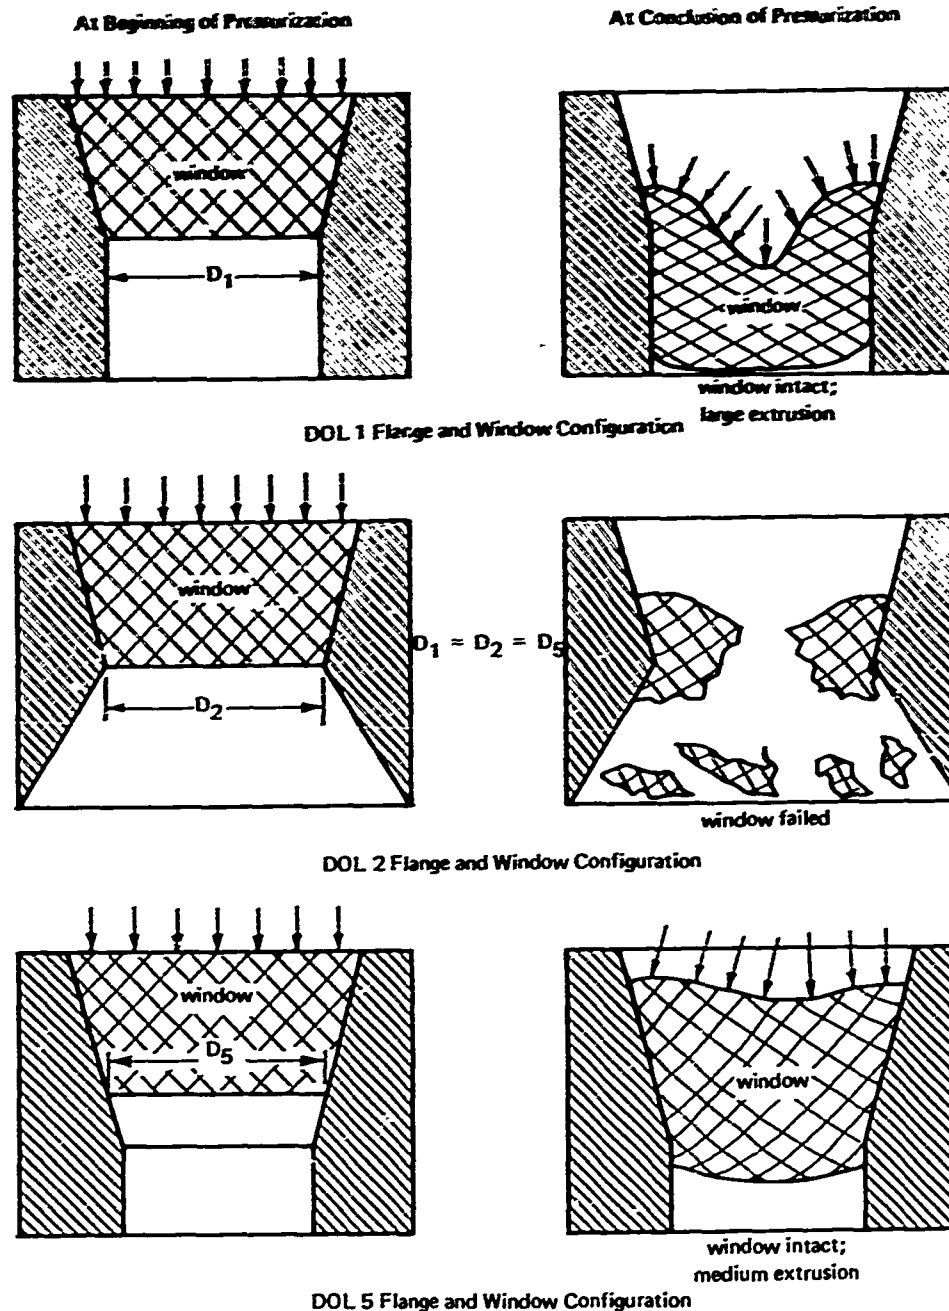 At Beginning of Pressurization
At Conclusion of Pressurization
window
D1
window
window intact;
large extrusion
DOL 1 Flange and Window Configuration
window
D2
D1 = D2 = D5
window failed
DOL 2 Flange and Window Configuration
window
D5
window
window intact;
medium extrusion
DOL 5 Flange and Window Configuration